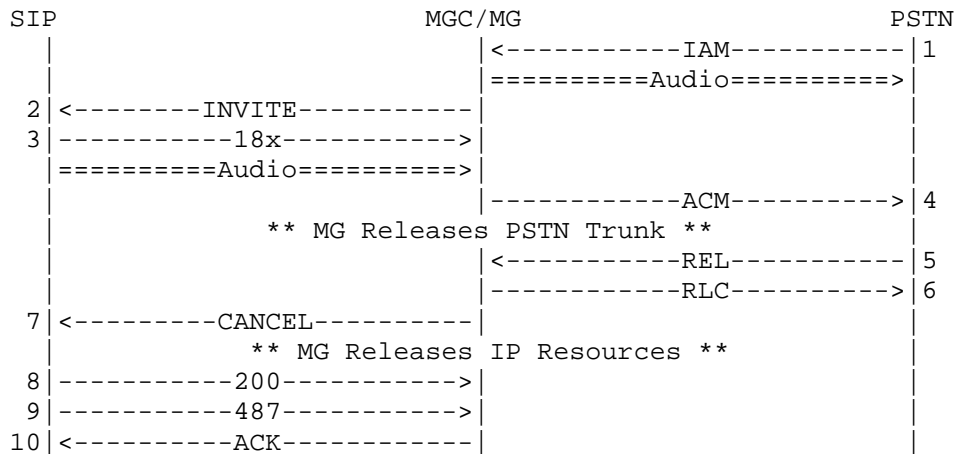 SIP                       MGC/MG                       PSTN
  |                          |<-----------IAM-----------|1
  |                          |==========Audio==========>|
 2|<--------INVITE-----------|                          |
 3|-----------18x----------->|                          |
  |==========Audio==========>|                          |
  |                          |------------ACM---------->|4
  |             ** MG Releases PSTN Trunk **            |
  |                          |<-----------REL-----------|5
  |                          |------------RLC---------->|6
 7|<---------CANCEL----------|                          |
  |            ** MG Releases IP Resources **           |
 8|-----------200----------->|                          |
 9|-----------487----------->|                          |
10|<----------ACK------------|                          |